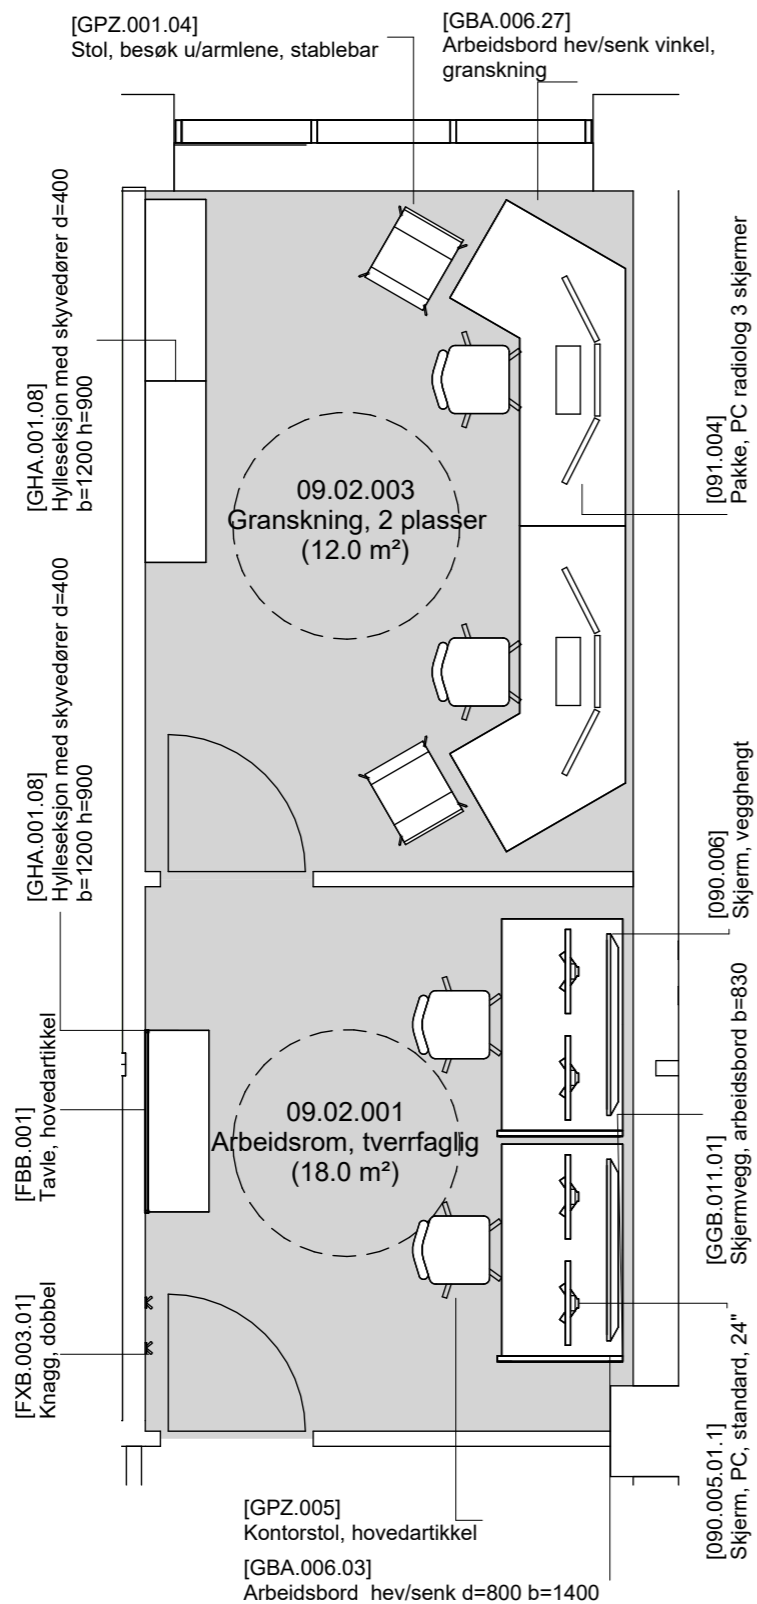 [GPZ.001.04]
Stol, besøk u/armlene, stablebar
[GBA.006.27]
Arbeidsbord hev/senk vinkel,
granskning
[GHA.001.08]
Hylleseksjon med skyvedører d=400
b=1200 h=900
[091.004]
Pakke, PC radiolog 3 skjermer
09.02.003
Granskning, 2 plasser
(12.0 m²)
[GHA.001.08]
Hylleseksjon med skyvedører d=400
b=1200 h=900
[090.006]
Skjerm, vegghengt
[FBB.001]
Tavle, hovedartikkel
09.02.001
Arbeidsrom, tverrfaglig
(18.0 m²)
[GGB.011.01]
Skjermvegg, arbeidsbord b=830
[FXB.003.01]
Knagg, dobbel
[090.005.01.1]
Skjerm, PC, standard, 24"
[GPZ.005]
Kontorstol, hovedartikkel
[GBA.006.03]
Arbeidsbord  hev/senk d=800 b=1400